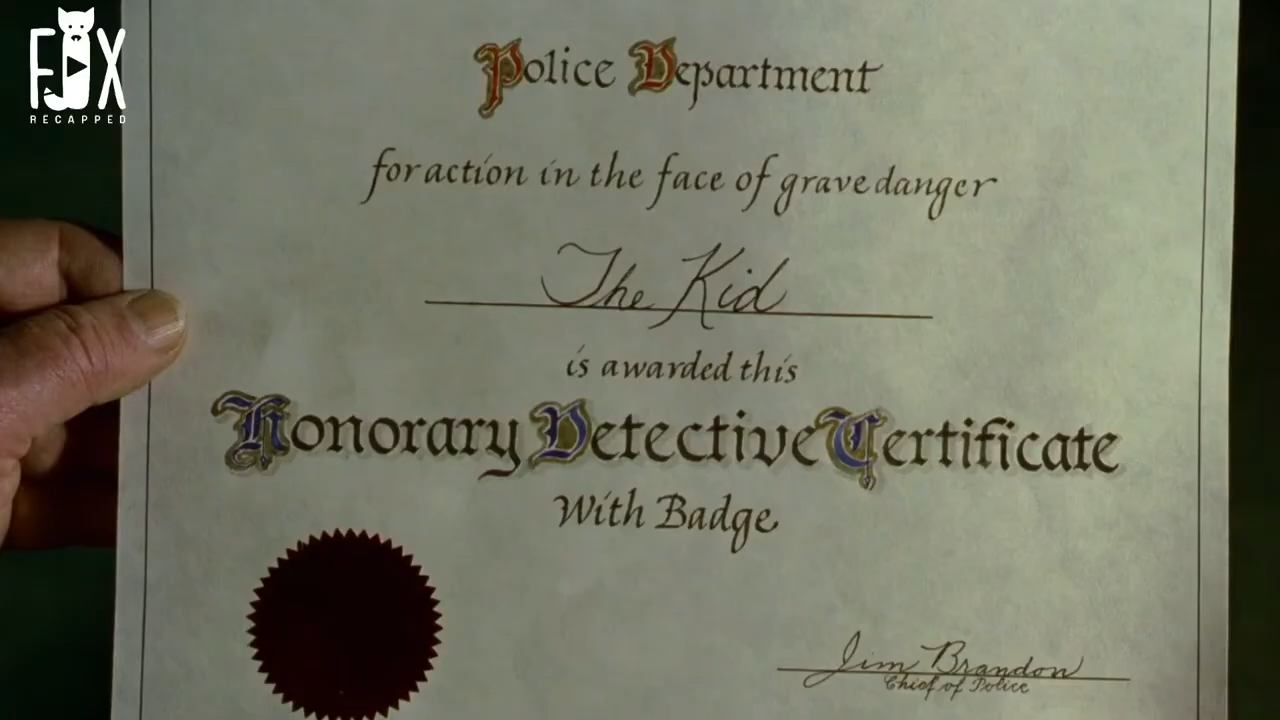 FOX
RECAPPED
Police Department
for action in the face of grave danger
The Kid
is awarded this
Honorary Detective Certificate
With Badge
Jim Brandon
Chief of Police